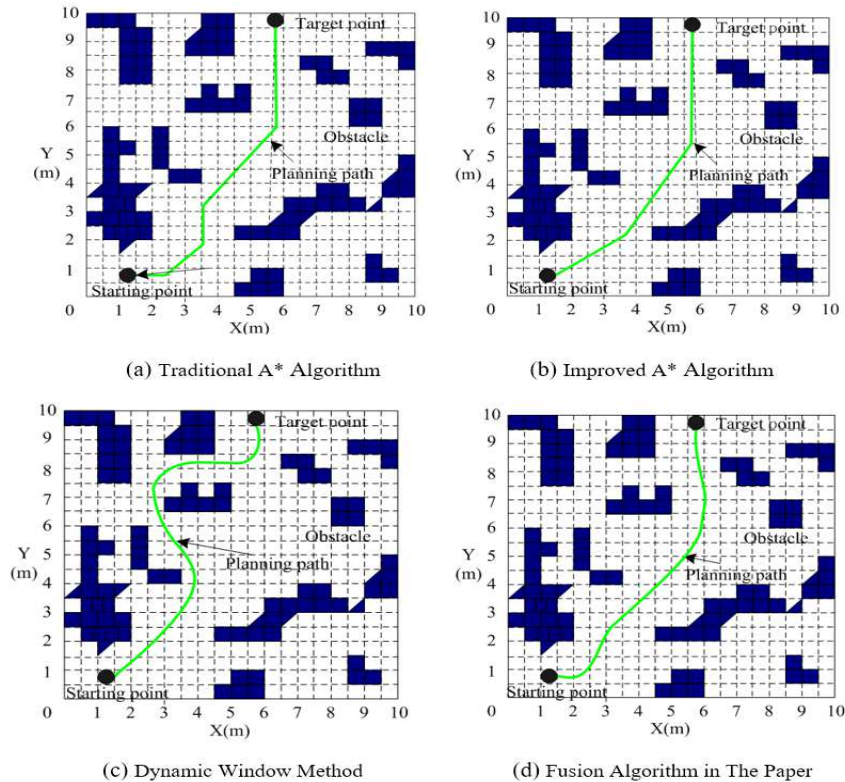 10
Target point
9
8
7
6
Obstacle
Y
5
(m)
Planning path
4
3
2
1
Starting point
0
1 2 3 4 5 6 7 8 9 10
X(m)
(a) Traditional A* Algorithm
10
Target point
9
8
7
6
Obstacle
Y
5
(m)
Planning path
4
3
2
1
Starting point
0
1 2 3 4 5 6 7 8 9 10
X(m)
(b) Improved A* Algorithm
10
Target point
9
8
7
6
Obstacle
Y
5
(m)
Planning path
4
3
2
1
Starting point
0
1 2 3 4 5 6 7 8 9 10
X(m)
(c) Dynamic Window Method
10
Target point
9
8
7
6
Obstacle
Y
5
(m)
Planning path
4
3
2
1
Starting point
0
1 2 3 4 5 6 7 8 9 10
X(m)
(d) Fusion Algorithm in The Paper